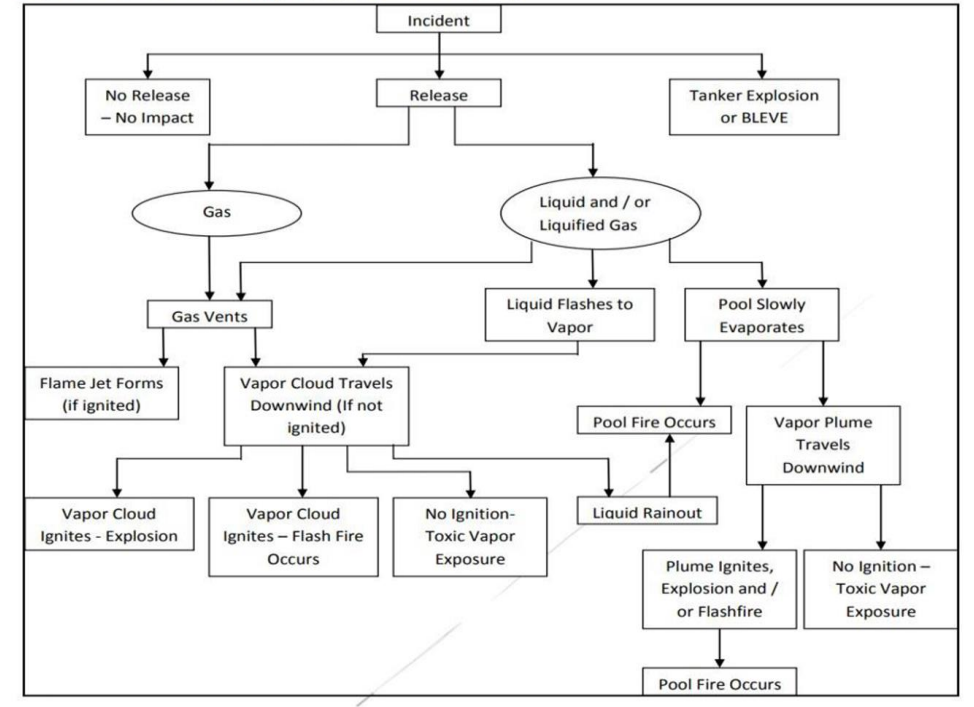 Incident
No Release
– No Impact
Release
Tanker Explosion
or BLEVE
Gas
Liquid and / or
Liquified Gas
Gas Vents
Liquid Flashes to
Vapor
Pool Slowly
Evaporates
Flame Jet Forms
(if ignited)
Vapor Cloud Travels
Downwind (If not
ignited)
Pool Fire Occurs
Vapor Plume
Travels
Downwind
Vapor Cloud
Ignites - Explosion
Vapor Cloud
Ignites – Flash Fire
Occurs
No Ignition-
Toxic Vapor
Exposure
Liquid Rainout
Plume Ignites,
Explosion and /
or Flashfire
No Ignition –
Toxic Vapor
Exposure
Pool Fire Occurs